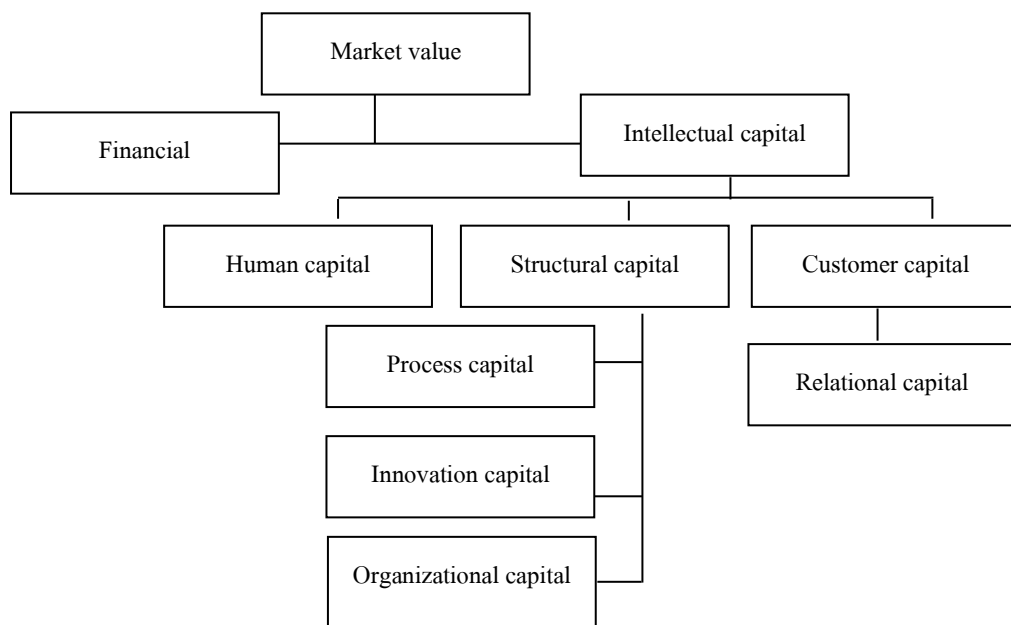 Market value
Financial
Intellectual capital
Human capital
Structural capital
Customer capital
Process capital
Relational capital
Innovation capital
Organizational capital